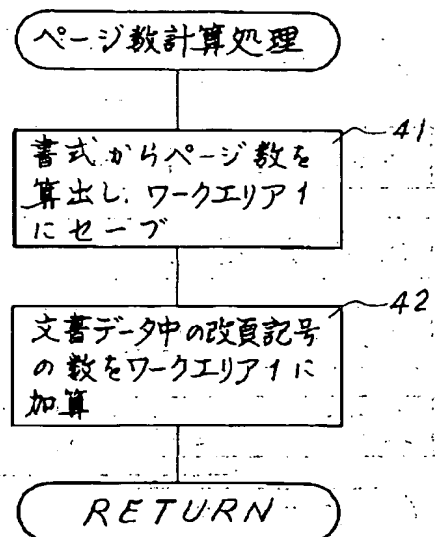 ページ数計算処理
41
書式からページ数を
算出し、ワークエリア1
にセーブ
42
文書データ中の改頁記号
の数をワークエリア1に
加算
RETURN